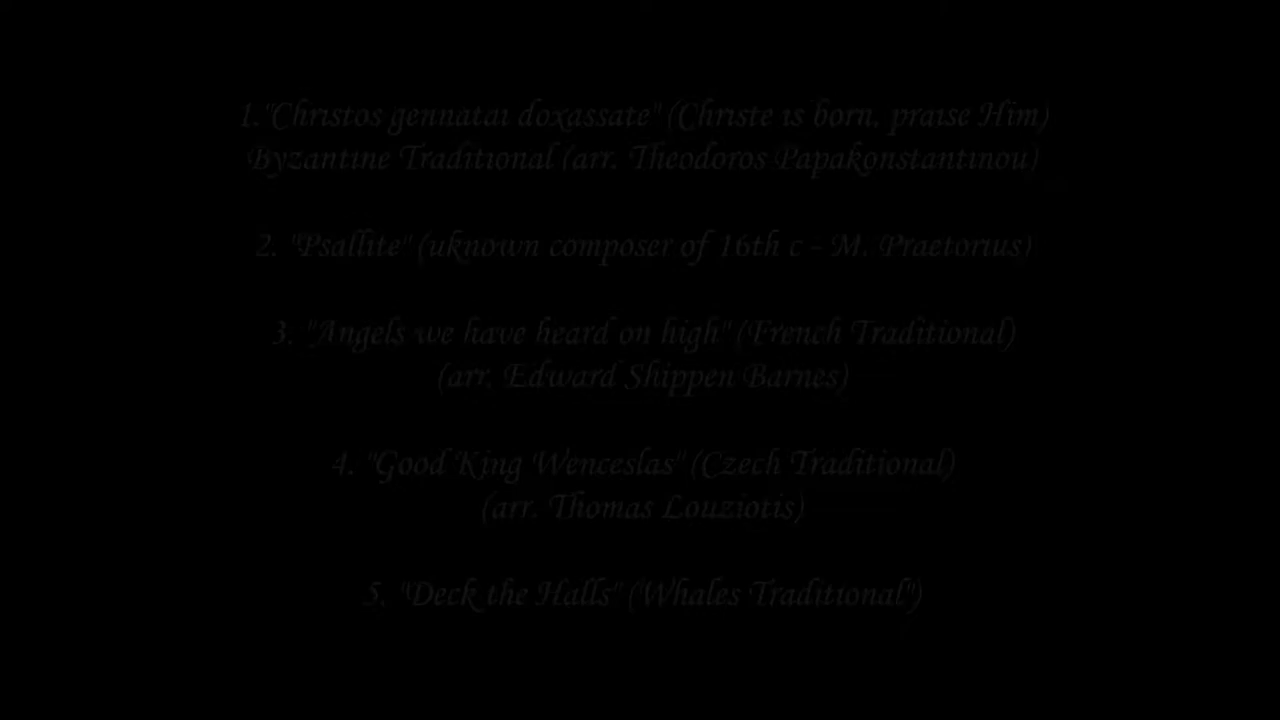 1."Christos gennatai doxassate" (Christe is born, praise Him)
Byzantine Traditional (arr. Theodoros Papakonstantinou)
2. "Psallite" (uknown composer of 16th c - M. Praetorius)
3. "Angels we have heard on high" (French Traditional)
(arr. Edward Shippen Barnes)
4. "Good King Wenceslas" (Czech Traditional)
(arr. Thomas Louziotis)
5. "Deck the Halls" (Whales Traditional")